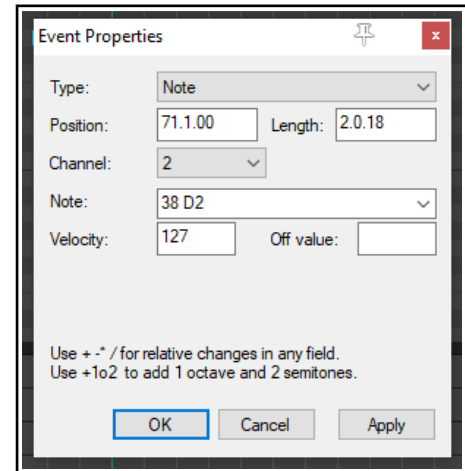 Event Properties
Type: Note
Position: 71.1.00 Length: 2.0.18
Channel: 2
Note: 38 D2
Velocity: 127 Off value:
Use + -* / for relative changes in any field.
Use +1o2 to add 1 octave and 2 semitones.
OK Cancel Apply